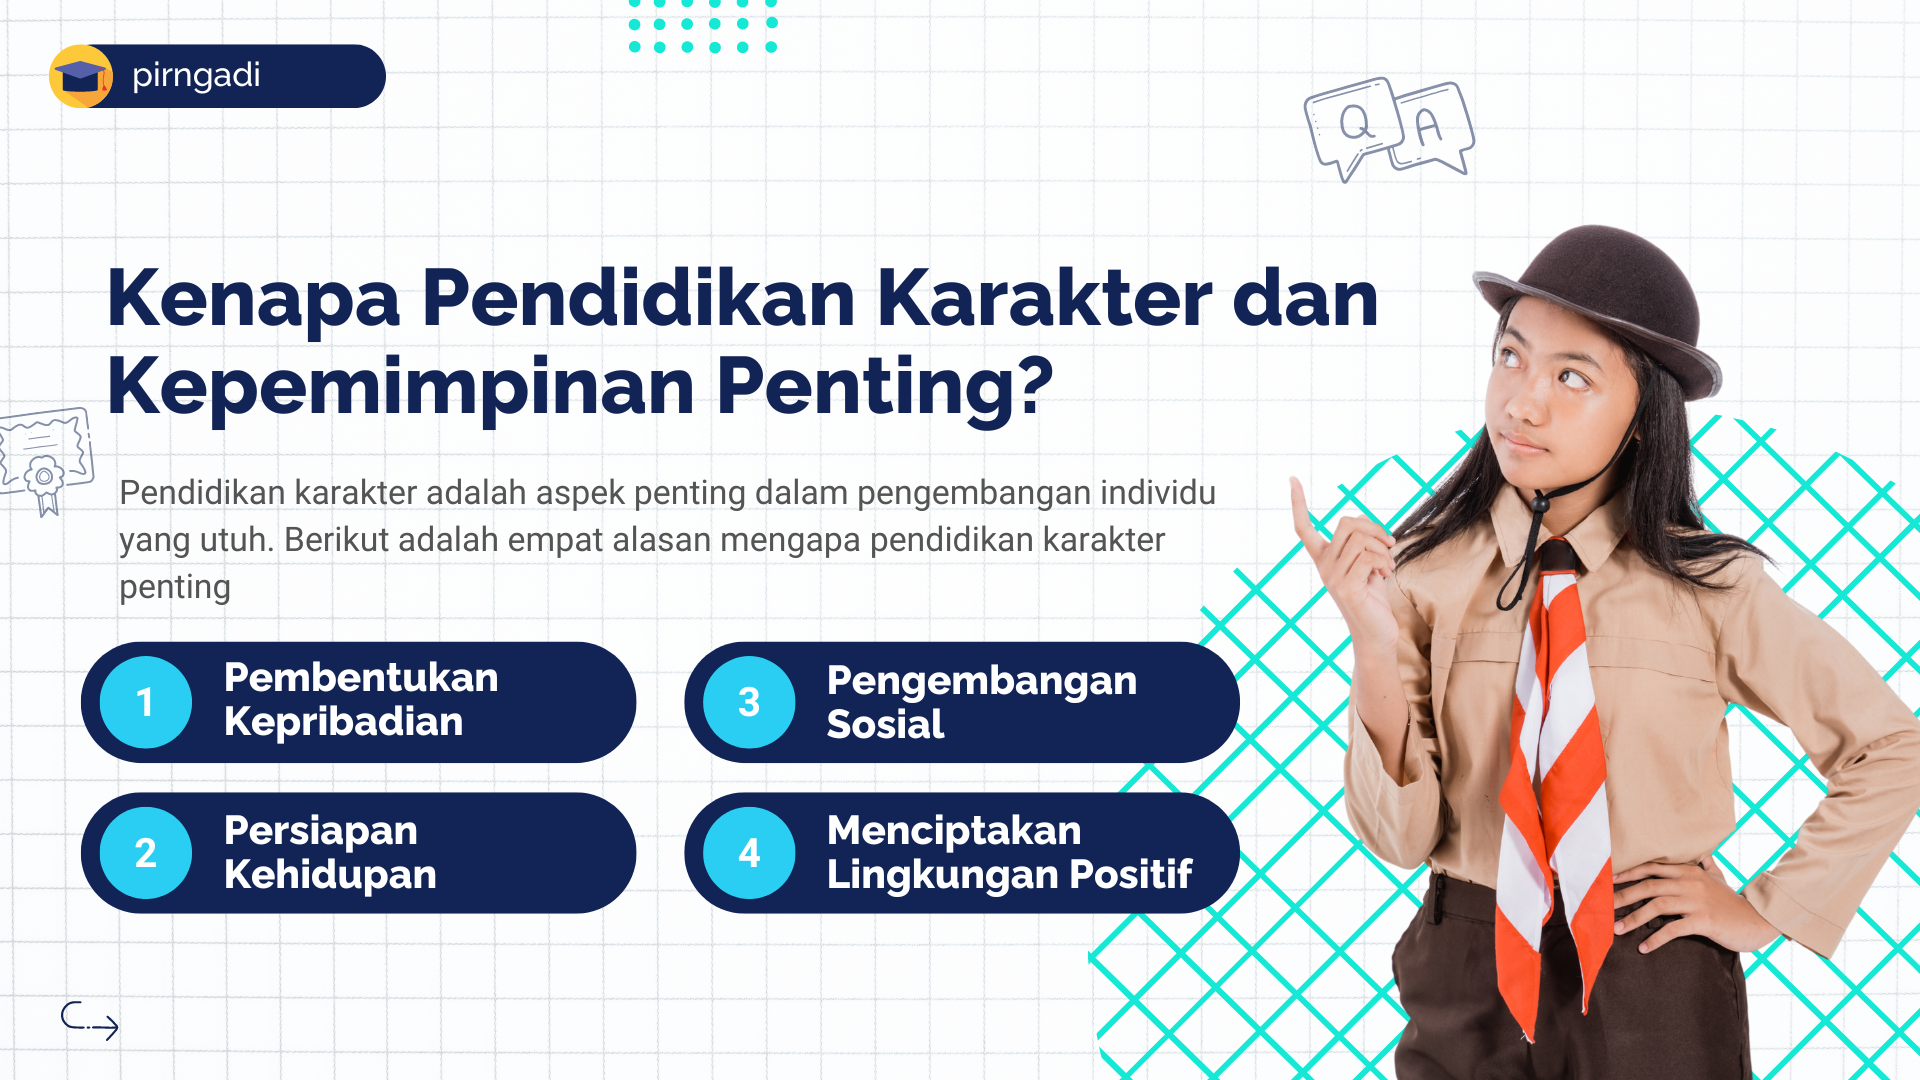 pirngadi
Q A
Kenapa Pendidikan Karakter dan
Kepemimpinan Penting?
Pendidikan karakter adalah aspek penting dalam pengembangan individu
yang utuh. Berikut adalah empat alasan mengapa pendidikan karakter
penting
1 Pembentukan
Kepribadian
2 Persiapan
Kehidupan
3 Pengembangan
Sosial
4 Menciptakan
Lingkungan Positif